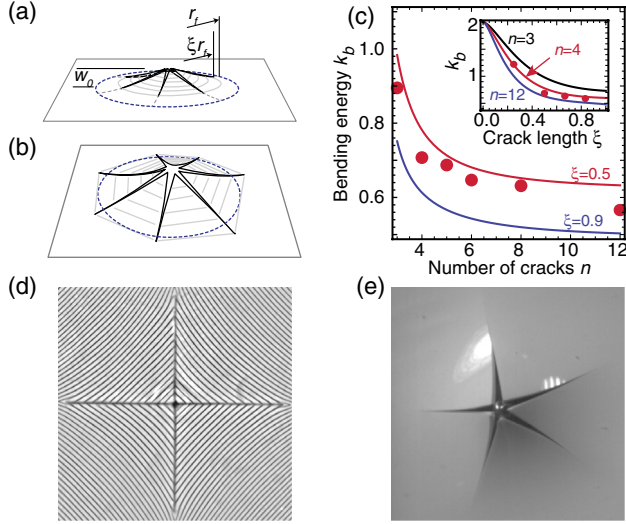 (a)
r_f
ξr_f
w_0
(b)
(c)
Bending energy k_b
1.0
0.8
0.6
4
6
8
10
12
Number of cracks n
ξ=0.5
ξ=0.9
k_b
2
1
0.0
0.4
0.8
Crack length ξ
n=3
n=4
n=12
(d)
(e)